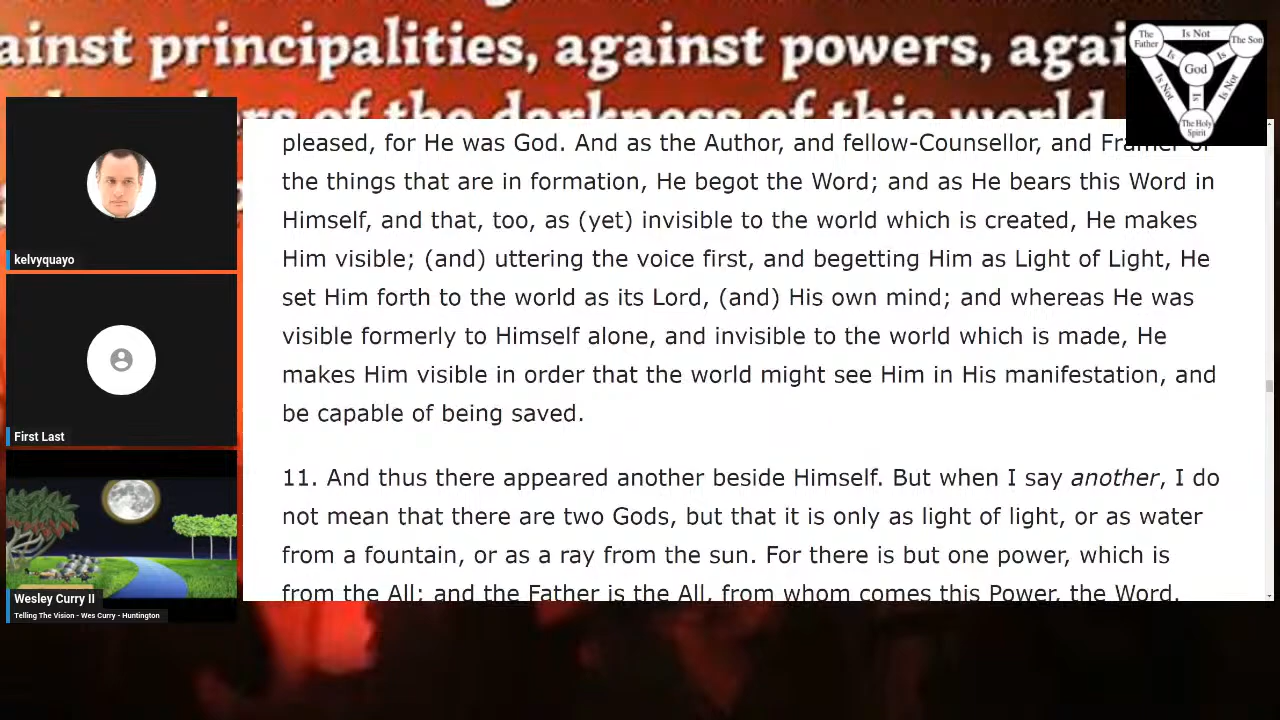 ainst principalities, against powers, agai
of the darkness of this world
The Father
Is Not
The Son
Is
God
Is
Is Not
Is
Is Not
The Holy Spirit
pleased, for He was God. And as the Author, and fellow-Counsellor, and Framer of
the things that are in formation, He begot the Word; and as He bears this Word in
Himself, and that, too, as (yet) invisible to the world which is created, He makes
Him visible; (and) uttering the voice first, and begetting Him as Light of Light, He
set Him forth to the world as its Lord, (and) His own mind; and whereas He was
visible formerly to Himself alone, and invisible to the world which is made, He
makes Him visible in order that the world might see Him in His manifestation, and
be capable of being saved.
11. And thus there appeared another beside Himself. But when I say another, I do
not mean that there are two Gods, but that it is only as light of light, or as water
from a fountain, or as a ray from the sun. For there is but one power, which is
from the All; and the Father is the All, from whom comes this Power, the Word.
kelvyquayo
First Last
Wesley Curry II
Telling The Vision - Wes Curry - Huntington